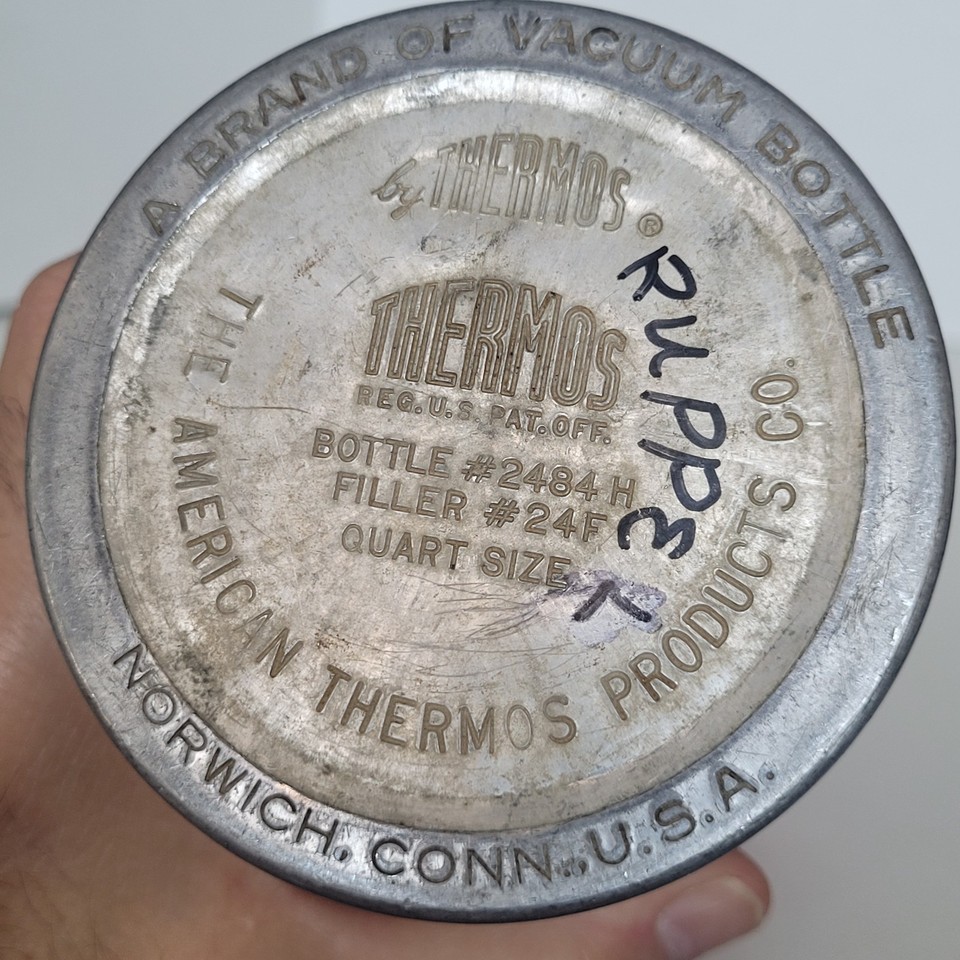 A BRAND OF VACUUM BOTTLE
by THERMOS ®
THERMOS
REG. U.S. PAT. OFF.
BOTTLE #2484 H
FILLER #24F
QUART SIZE
THE AMERICAN THERMOS PRODUCTS CO.
NORWICH, CONN., U.S.A.
Rupper